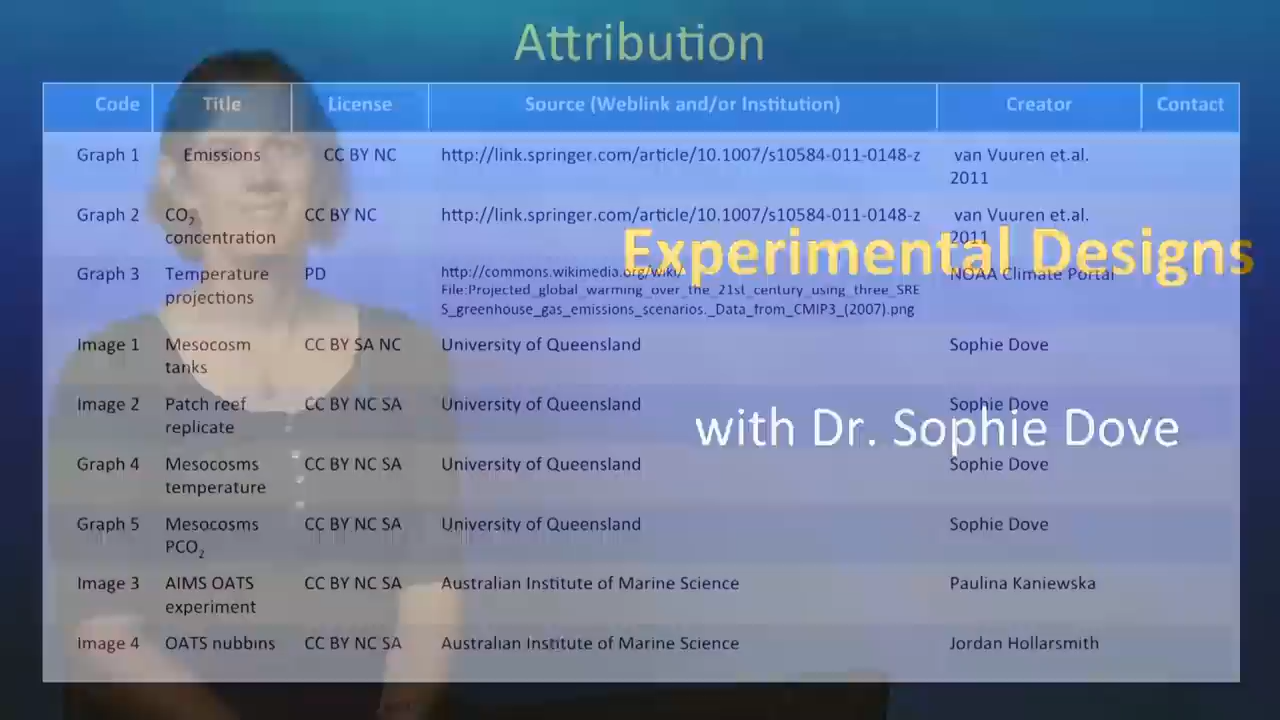 Attribution
Code Title License Source (Weblink and/or Institution) Creator Contact
Graph 1 Emissions CC BY NC http://link.springer.com/article/10.1007/s10584-011-0148-z van Vuuren et.al.
2011
Graph 2 CO₂ CC BY NC http://link.springer.com/article/10.1007/s10584-011-0148-z van Vuuren et.al.
concentration 2011
Experimental Designs
Graph 3 Temperature PD http://commons.wikimedia.org/wiki/ NOAA Climate Portal
projections File:Projected_global_warming_over_the_21st_century_using_three_SRE
S_greenhouse_gas_emissions_scenarios._Data_from_CMIP3_(2007).png
Image 1 Mesocosm CC BY SA NC University of Queensland Sophie Dove
tanks
Image 2 Patch reef CC BY NC SA University of Queensland Sophie Dove
replicate
with Dr. Sophie Dove
Graph 4 Mesocosms CC BY NC SA University of Queensland Sophie Dove
temperature
Graph 5 Mesocosms CC BY NC SA University of Queensland Sophie Dove
PCO₂
Image 3 AIMS OATS CC BY NC SA Australian Institute of Marine Science Paulina Kaniewska
experiment
Image 4 OATS nubbins CC BY NC SA Australian Institute of Marine Science Jordan Hollarsmith